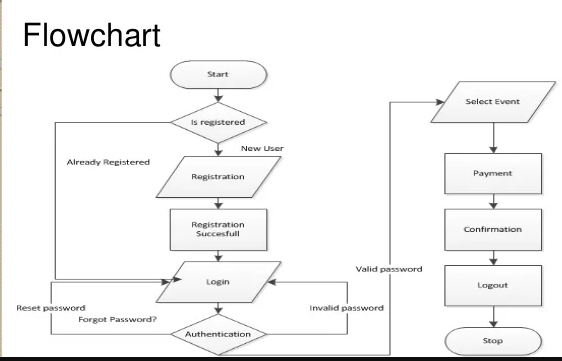 Flowchart
Start
Is registered
Already Registered
New User
Registration
Registration
Succesfull
Login
Reset password
Forgot Password?
Invalid password
Authentication
Valid password
Select Event
Payment
Confirmation
Logout
Stop